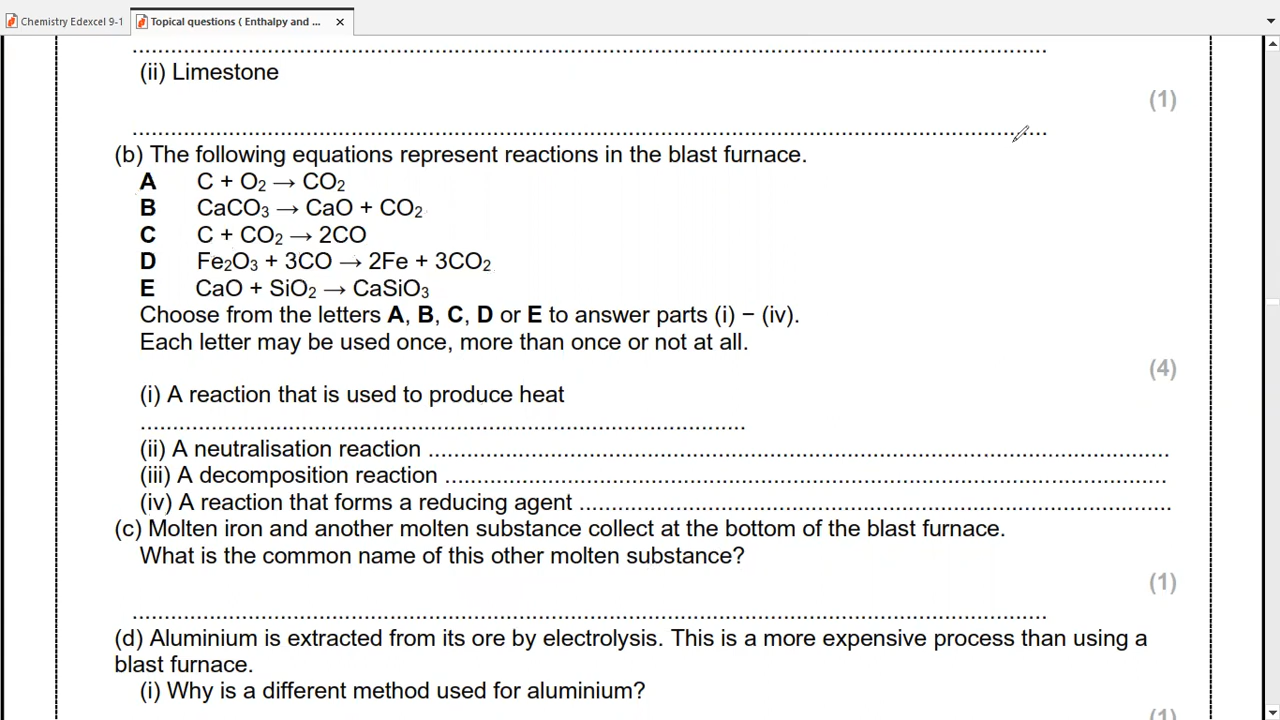 Chemistry Edexcel 9-1
Topical questions ( Enthalpy and ...
(ii) Limestone
(1)
(b) The following equations represent reactions in the blast furnace.
A C + O₂ → CO₂
B CaCO₃ → CaO + CO₂
C C + CO₂ → 2CO
D Fe₂O₃ + 3CO → 2Fe + 3CO₂
E CaO + SiO₂ → CaSiO₃
Choose from the letters A, B, C, D or E to answer parts (i) − (iv).
Each letter may be used once, more than once or not at all.
(4)
(i) A reaction that is used to produce heat
(ii) A neutralisation reaction
(iii) A decomposition reaction
(iv) A reaction that forms a reducing agent
(c) Molten iron and another molten substance collect at the bottom of the blast furnace.
What is the common name of this other molten substance?
(1)
(d) Aluminium is extracted from its ore by electrolysis. This is a more expensive process than using a
blast furnace.
(i) Why is a different method used for aluminium?
(1)